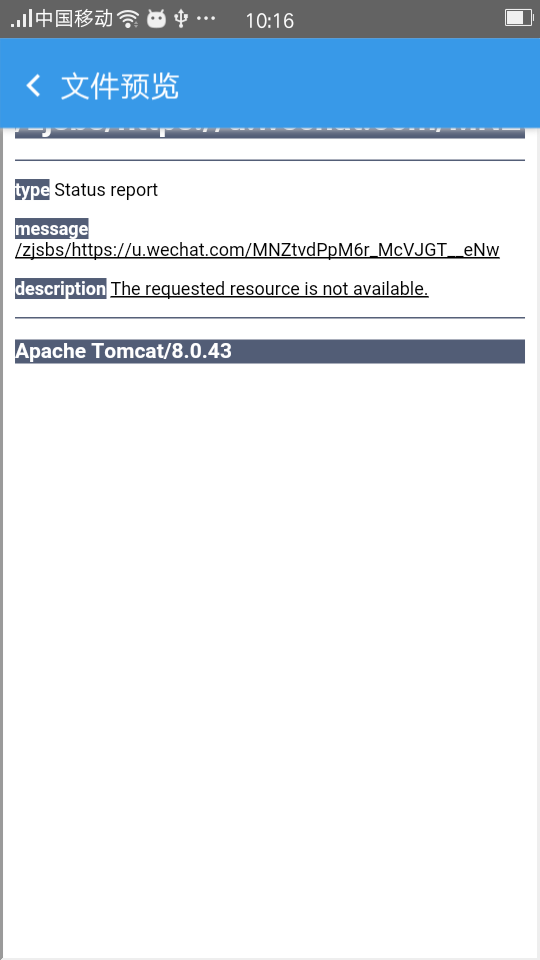 中国移动 10:16
文件预览
type Status report
message
/zjsbs/https://u.wechat.com/MNZtvdPpM6r_McVJGT__eNw
description The requested resource is not available.
Apache Tomcat/8.0.43